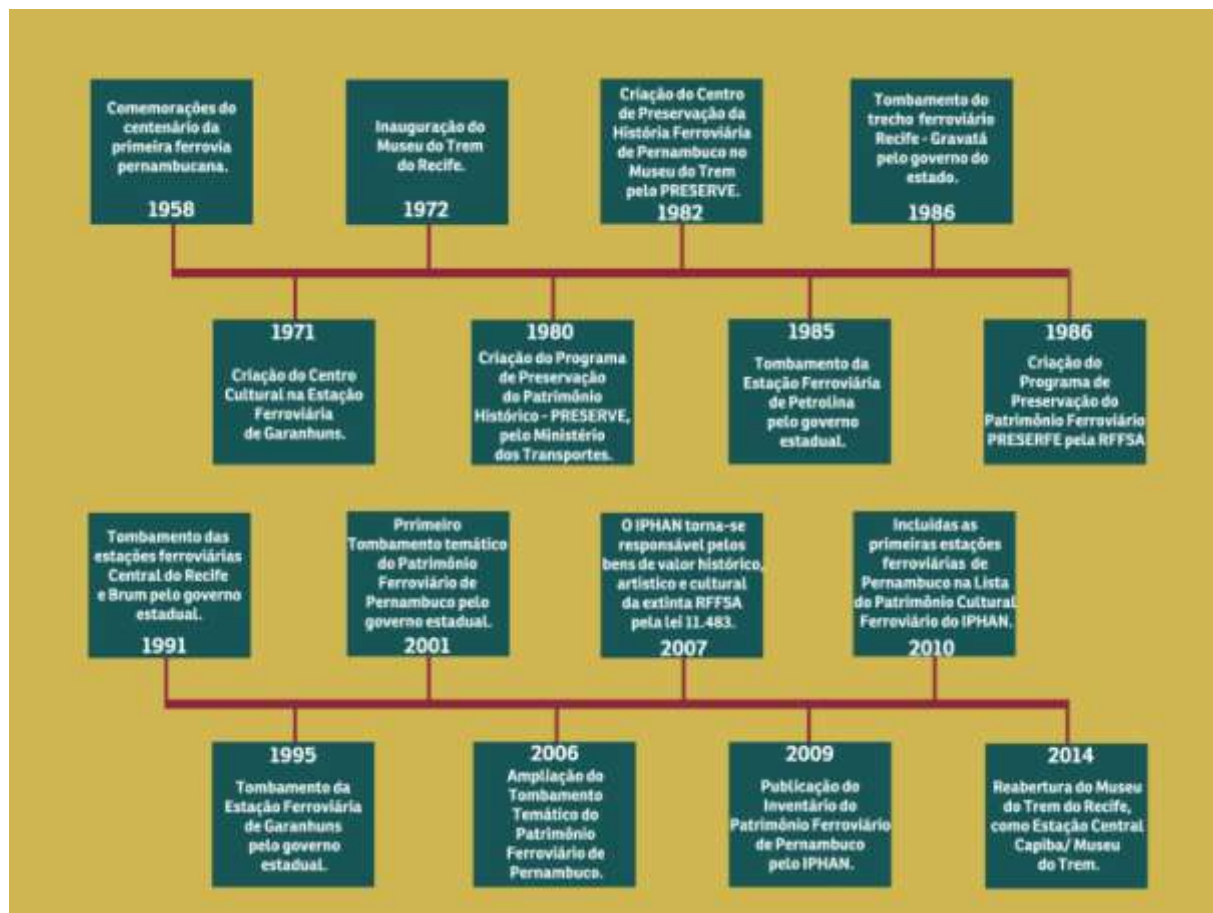 Comemorações do
centenário da
primeira ferrovia
pernambucana.
1958
Inauguração do
Museu do Trem
do Recife.
1972
Criação do Centro
de Preservação da
História Ferroviária
de Pernambuco no
Museu do Trem
pelo PRESERVE.
1982
Tombamento do
trecho ferroviário
Recife - Gravatá
pelo governo do
estado.
1986
1971
Criação do Centro
Cultural na Estação
Ferroviária
de Garanhuns.
1980
Criação do Programa
de Preservação
do Patrimônio
Histórico - PRESERVE,
pelo Ministério
dos Transportes.
1985
Tombamento da
Estação Ferroviária
de Petrolina
pelo governo
estadual.
1986
Criação do
Programa de
Preservação do
Patrimônio Ferroviário
PRESERFE pela RFFSA
Tombamento das
estações ferroviárias
Central do Recife
e Brum pelo governo
estadual.
1991
Prrimeiro
Tombamento temático
do Patrimônio
Ferroviário de
Pernambuco pelo
governo estadual.
2001
O IPHAN torna-se
responsável pelos
bens de valor histórico,
artístico e cultural
da extinta RFFSA
pela lei 11.483.
2007
Incluidas as
primeiras estações
ferroviárias de
Pernambuco na Lista
do Patrimônio Cultural
Ferroviário do IPHAN.
2010
1995
Tombamento da
Estação Ferroviária
de Garanhuns
pelo governo
estadual.
2006
Ampliação do
Tombamento
Temático do
Patrimônio
Ferroviário de
Pernambuco.
2009
Publicação do
Inventário do
Patrimônio Ferroviário
de Pernambuco
pelo IPHAN.
2014
Reabertura do Museu
do Trem do Recife,
como Estação Central
Capiba/ Museu
do Trem.